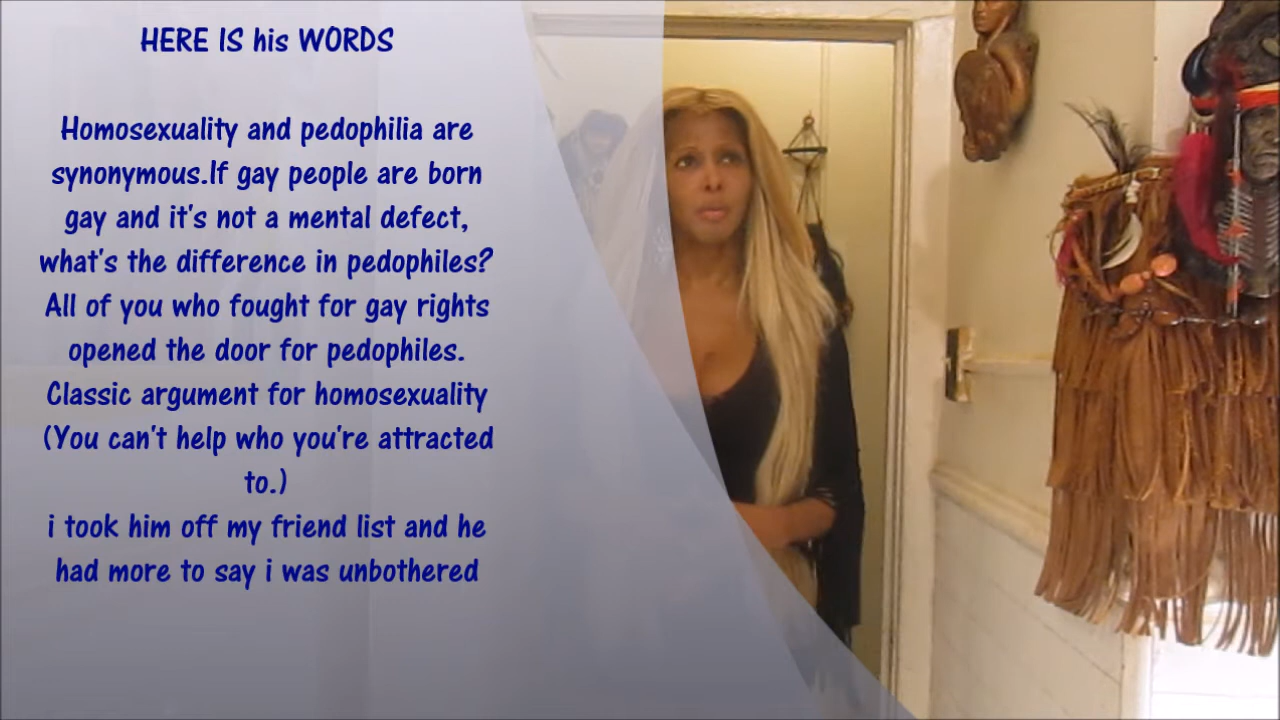 HERE IS his WORDS
Homosexuality and pedophilia are
synonymous.If gay people are born
gay and it's not a mental defect,
what's the difference in pedophiles?
All of you who fought for gay rights
opened the door for pedophiles.
Classic argument for homosexuality
(You can't help who you're attracted
to.)
i took him off my friend list and he
had more to say i was unbothered